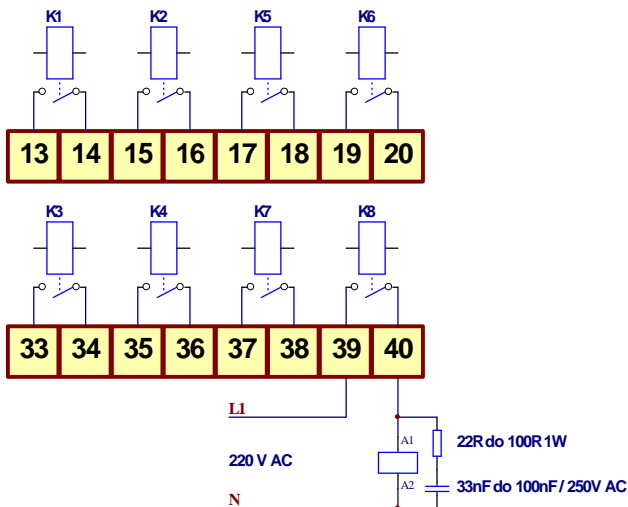 K1 K2 K5 K6
13 14 15 16 17 18 19 20
K3 K4 K7 K8
33 34 35 36 37 38 39 40
L1
A1
22R do 100R 1W
220 V AC
A2
33nF do 100nF / 250V AC
N